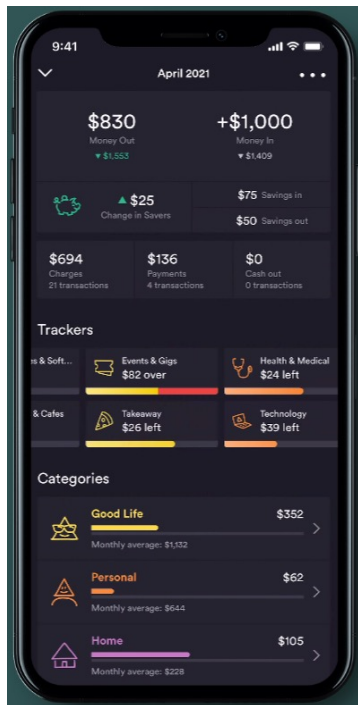 9:41
April 2021
$830
Money Out
▼ $1,553
+$1,000
Money In
▼ $1,409
▲ $25
Change in Savers
$75 Savings in
$50 Savings out
$694
Charges
21 transactions
$136
Payments
4 transactions
$0
Cash out
0 transactions
Trackers
& Soft...
Events & Gigs
$82 over
Health & Medical
$24 left
& Cafes
Takeaway
$26 left
Technology
$39 left
Categories
Good Life
$352
Monthly average: $1,132
Personal
$62
Monthly average: $644
Home
$105
Monthly average: $228